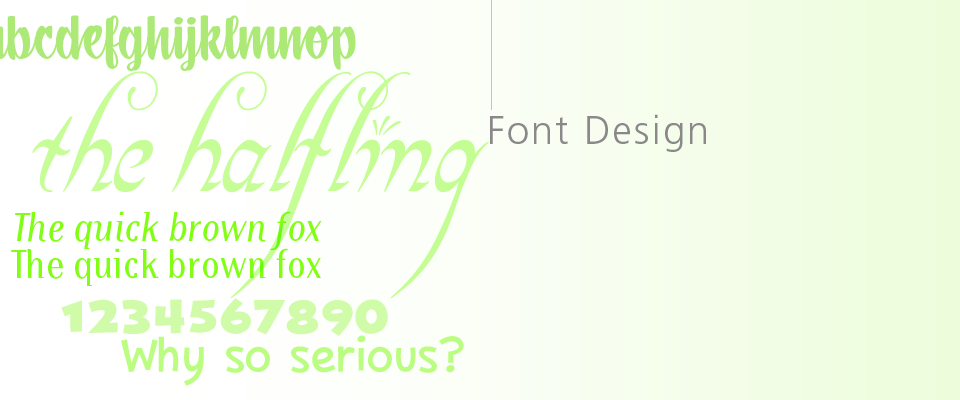 abcdefghijklmnop
the halfling
Font Design
The quick brown fox
The quick brown fox
1234567890
Why so serious?